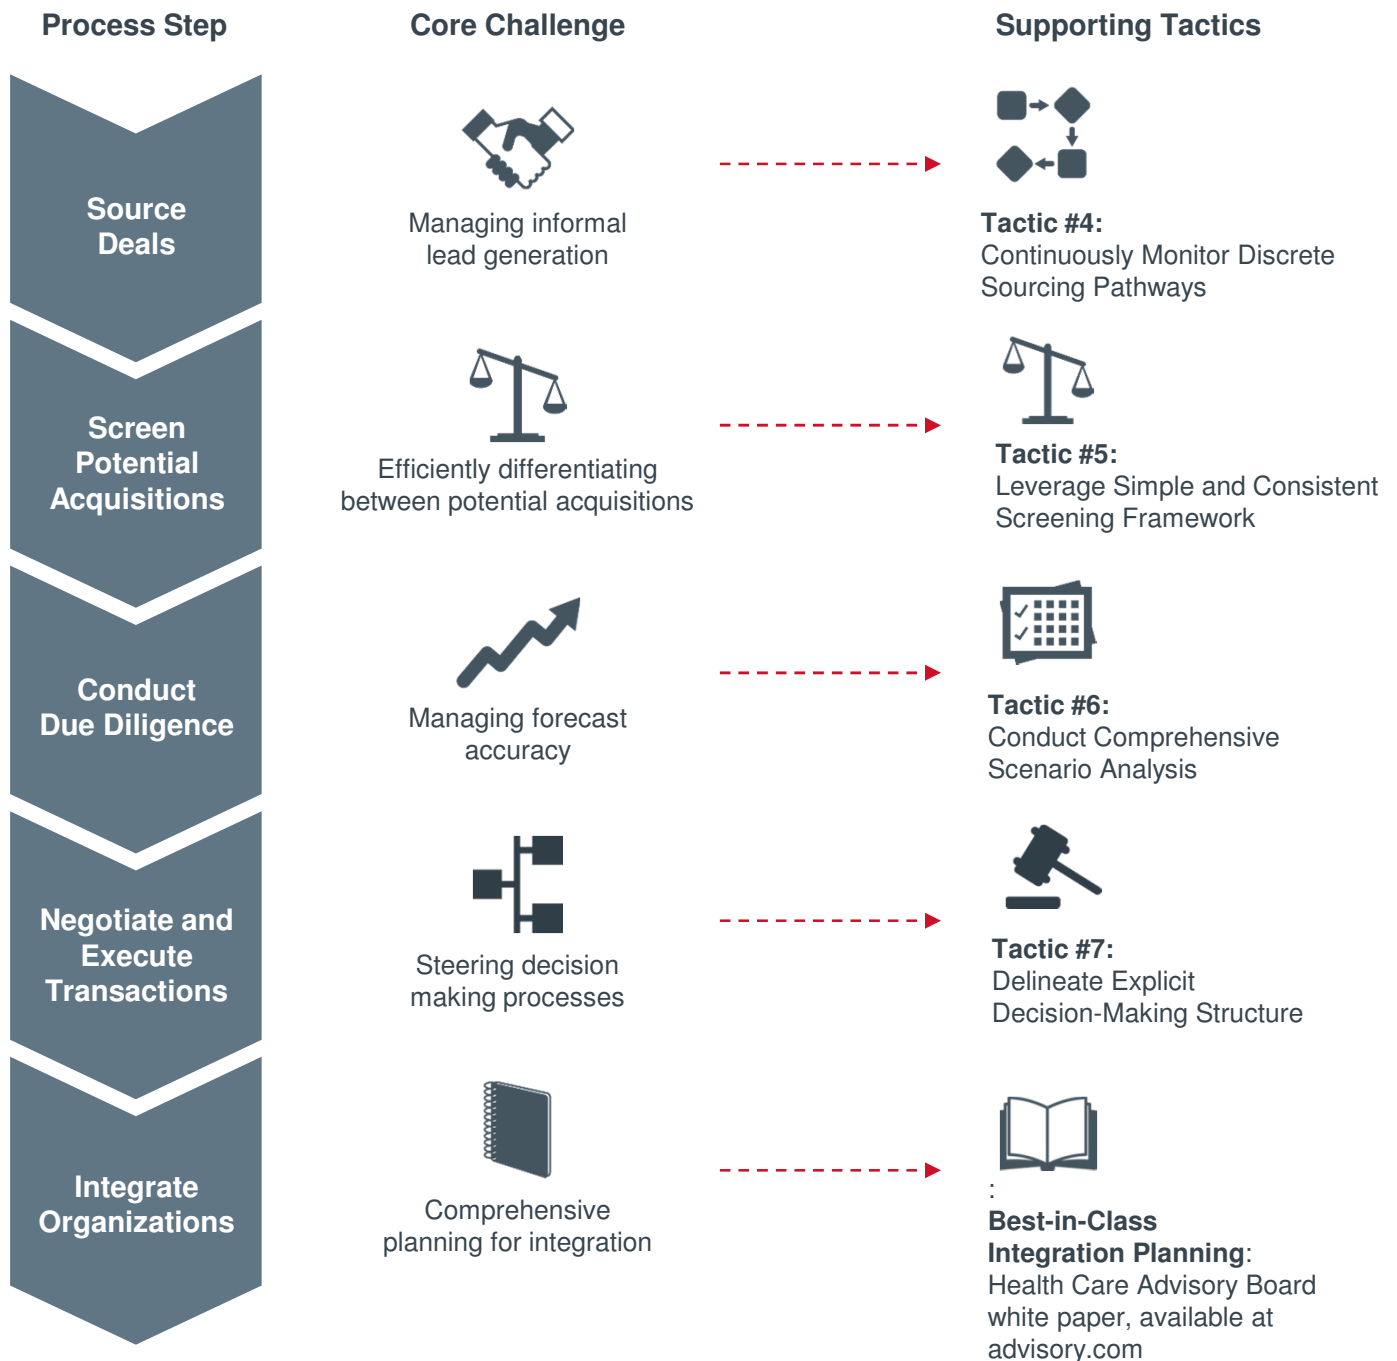 Process Step
Core Challenge
Supporting Tactics
Source
Deals
Managing informal
lead generation
Tactic #4:
Continuously Monitor Discrete
Sourcing Pathways
Screen
Potential
Acquisitions
Efficiently differentiating
between potential acquisitions
Tactic #5:
Leverage Simple and Consistent
Screening Framework
Conduct
Due Diligence
Managing forecast
accuracy
Tactic #6:
Conduct Comprehensive
Scenario Analysis
Negotiate and
Execute
Transactions
Steering decision
making processes
Tactic #7:
Delineate Explicit
Decision-Making Structure
Integrate
Organizations
Comprehensive
planning for integration
:
Best-in-Class
Integration Planning:
Health Care Advisory Board
white paper, available at
advisory.com